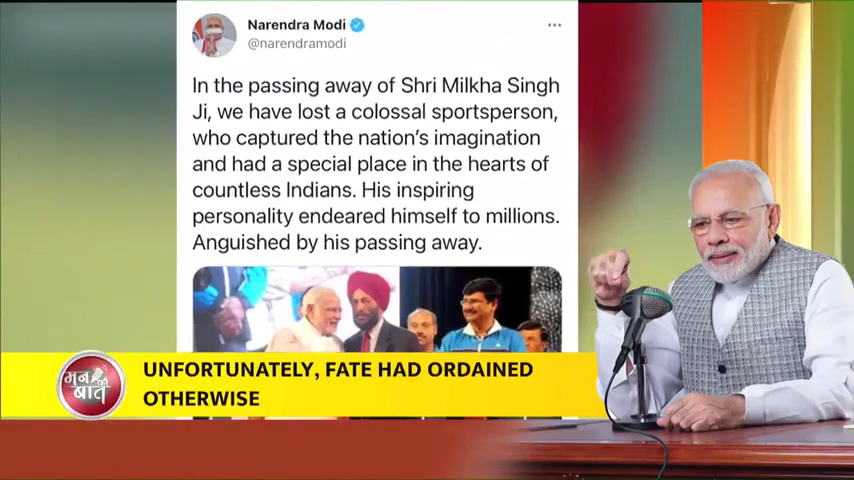 Narendra Modi
@narendramodi
In the passing away of Shri Milkha Singh
Ji, we have lost a colossal sportsperson,
who captured the nation's imagination
and had a special place in the hearts of
countless Indians. His inspiring
personality endeared himself to millions.
Anguished by his passing away.
मन की
बात
UNFORTUNATELY, FATE HAD ORDAINED
OTHERWISE